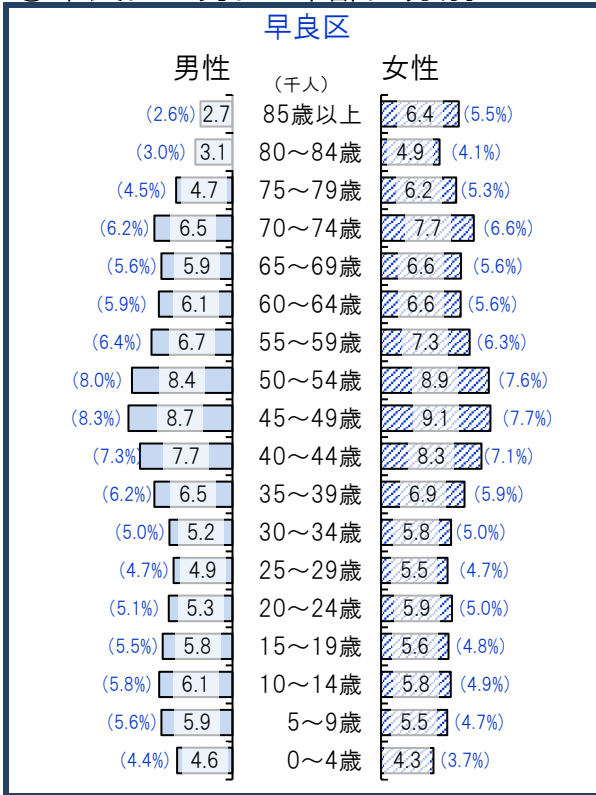 早良区
男性 女性
(千人)
(2.6%) 2.7 85歳以上 6.4 (5.5%)
(3.0%) 3.1 80～84歳 4.9 (4.1%)
(4.5%) 4.7 75～79歳 6.2 (5.3%)
(6.2%) 6.5 70～74歳 7.7 (6.6%)
(5.6%) 5.9 65～69歳 6.6 (5.6%)
(5.9%) 6.1 60～64歳 6.6 (5.6%)
(6.4%) 6.7 55～59歳 7.3 (6.3%)
(8.0%) 8.4 50～54歳 8.9 (7.6%)
(8.3%) 8.7 45～49歳 9.1 (7.7%)
(7.3%) 7.7 40～44歳 8.3 (7.1%)
(6.2%) 6.5 35～39歳 6.9 (5.9%)
(5.0%) 5.2 30～34歳 5.8 (5.0%)
(4.7%) 4.9 25～29歳 5.5 (4.7%)
(5.1%) 5.3 20～24歳 5.9 (5.0%)
(5.5%) 5.8 15～19歳 5.6 (4.8%)
(5.8%) 6.1 10～14歳 5.8 (4.9%)
(5.6%) 5.9 5～9歳 5.5 (4.7%)
(4.4%) 4.6 0～4歳 4.3 (3.7%)